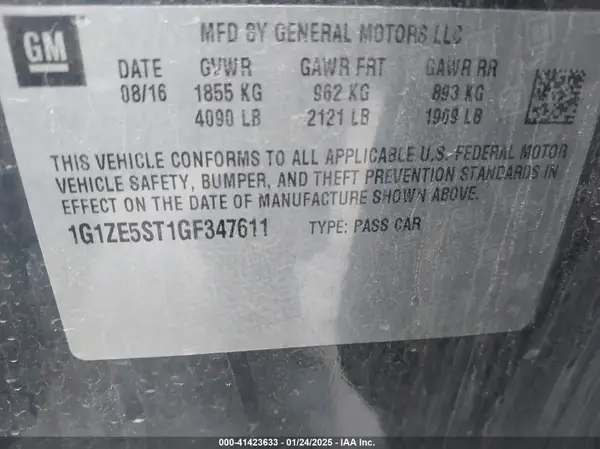 GM
MFD BY GENERAL MOTORS LLC
DATE GVWR GAWR FRT GAWR RR
08/16 1855 KG 962 KG 893 KG
4090 LB 2121 LB 1969 LB
THIS VEHICLE CONFORMS TO ALL APPLICABLE U.S. FEDERAL MOTOR
VEHICLE SAFETY, BUMPER, AND THEFT PREVENTION STANDARDS IN
EFFECT ON THE DATE OF MANUFACTURE SHOWN ABOVE.
1G1ZE5ST1GF347611 TYPE: PASS CAR
000-41423633 - 01/24/2025 - IAA Inc.